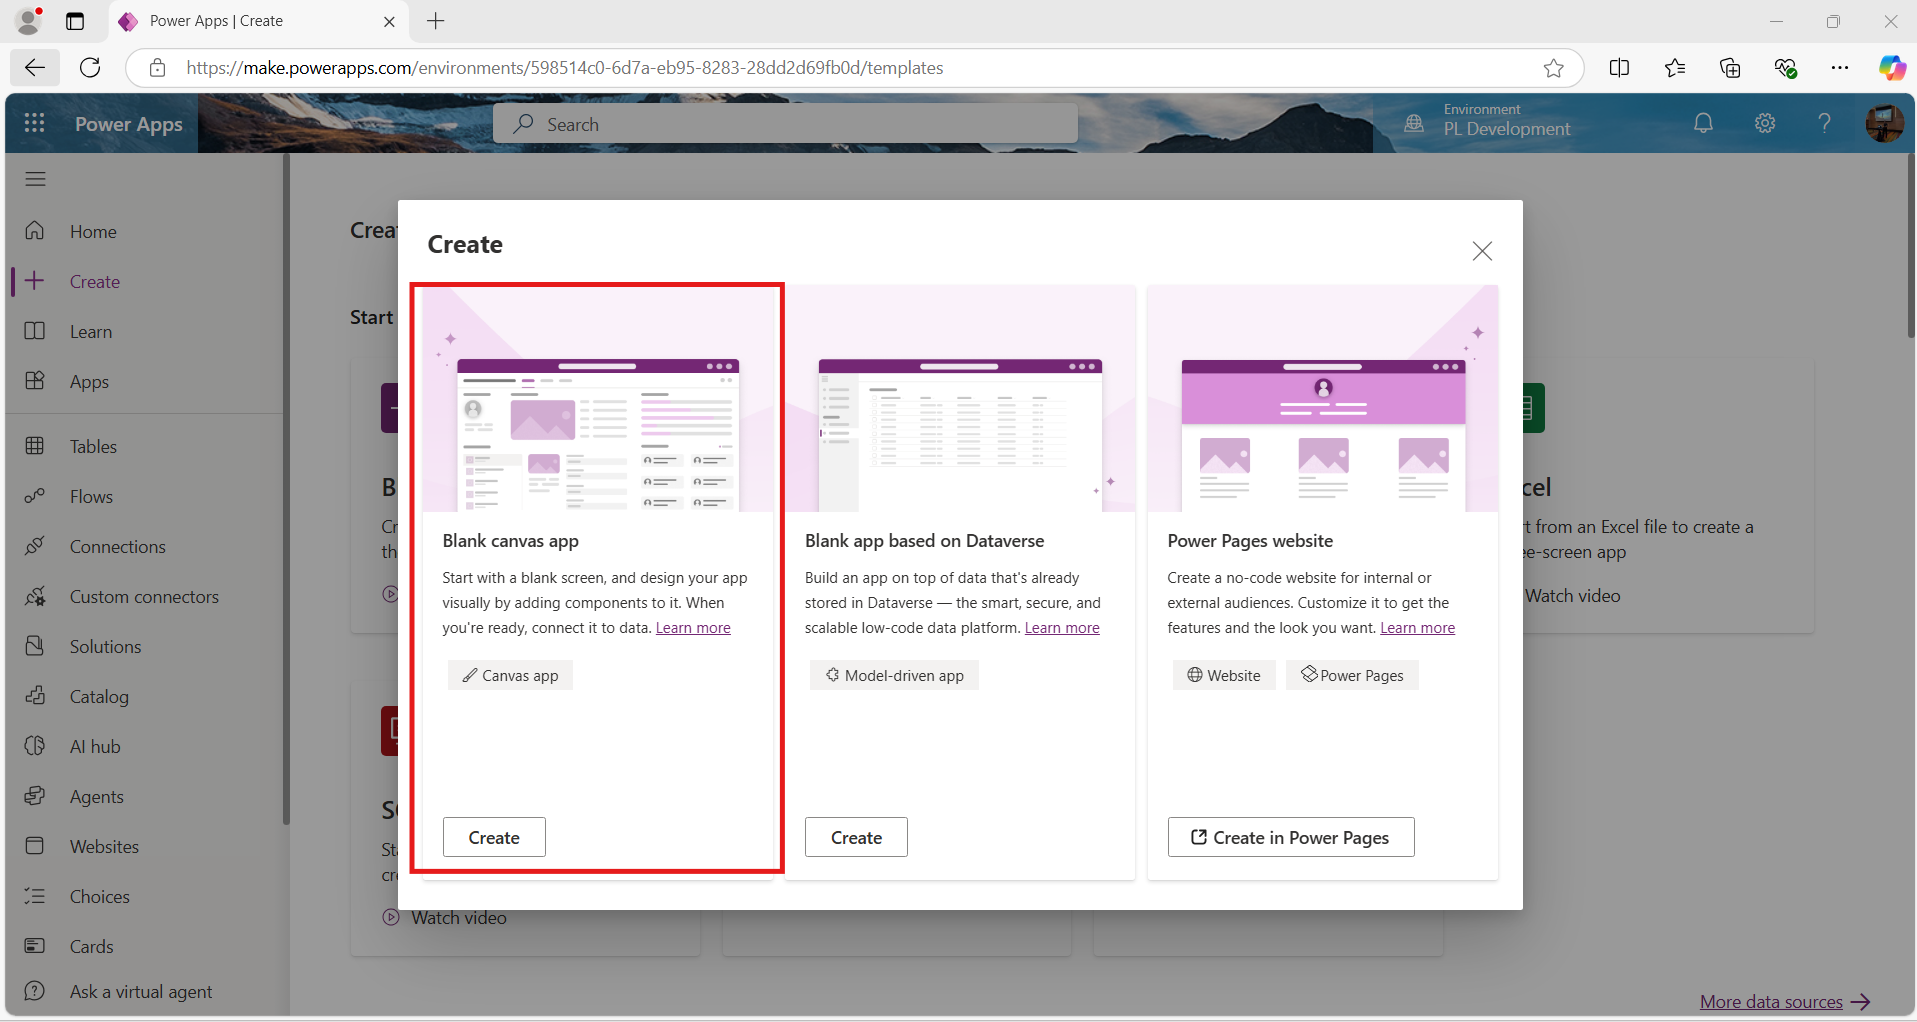 Power Apps | Create
https://make.powerapps.com/environments/598514c0-6d7a-eb95-8283-28dd2d69fb0d/templates
Power Apps
Search
Environment
PL Development
Home
Create
Learn
Apps
Tables
Flows
Connections
Custom connectors
Solutions
Catalog
AI hub
Agents
Websites
Choices
Cards
Ask a virtual agent
Crea
Start
B
Cr
th
Create
Blank canvas app
Start with a blank screen, and design your app
visually by adding components to it. When
you're ready, connect it to data. Learn more
Canvas app
Create
Blank app based on Dataverse
Build an app on top of data that's already
stored in Dataverse — the smart, secure, and
scalable low-code data platform. Learn more
Model-driven app
Create
Power Pages website
Create a no-code website for internal or
external audiences. Customize it to get the
features and the look you want. Learn more
Website
Power Pages
Create in Power Pages
cel
t from an Excel file to create a
ee-screen app
Watch video
S
Sta
cre
Watch video
More data sources